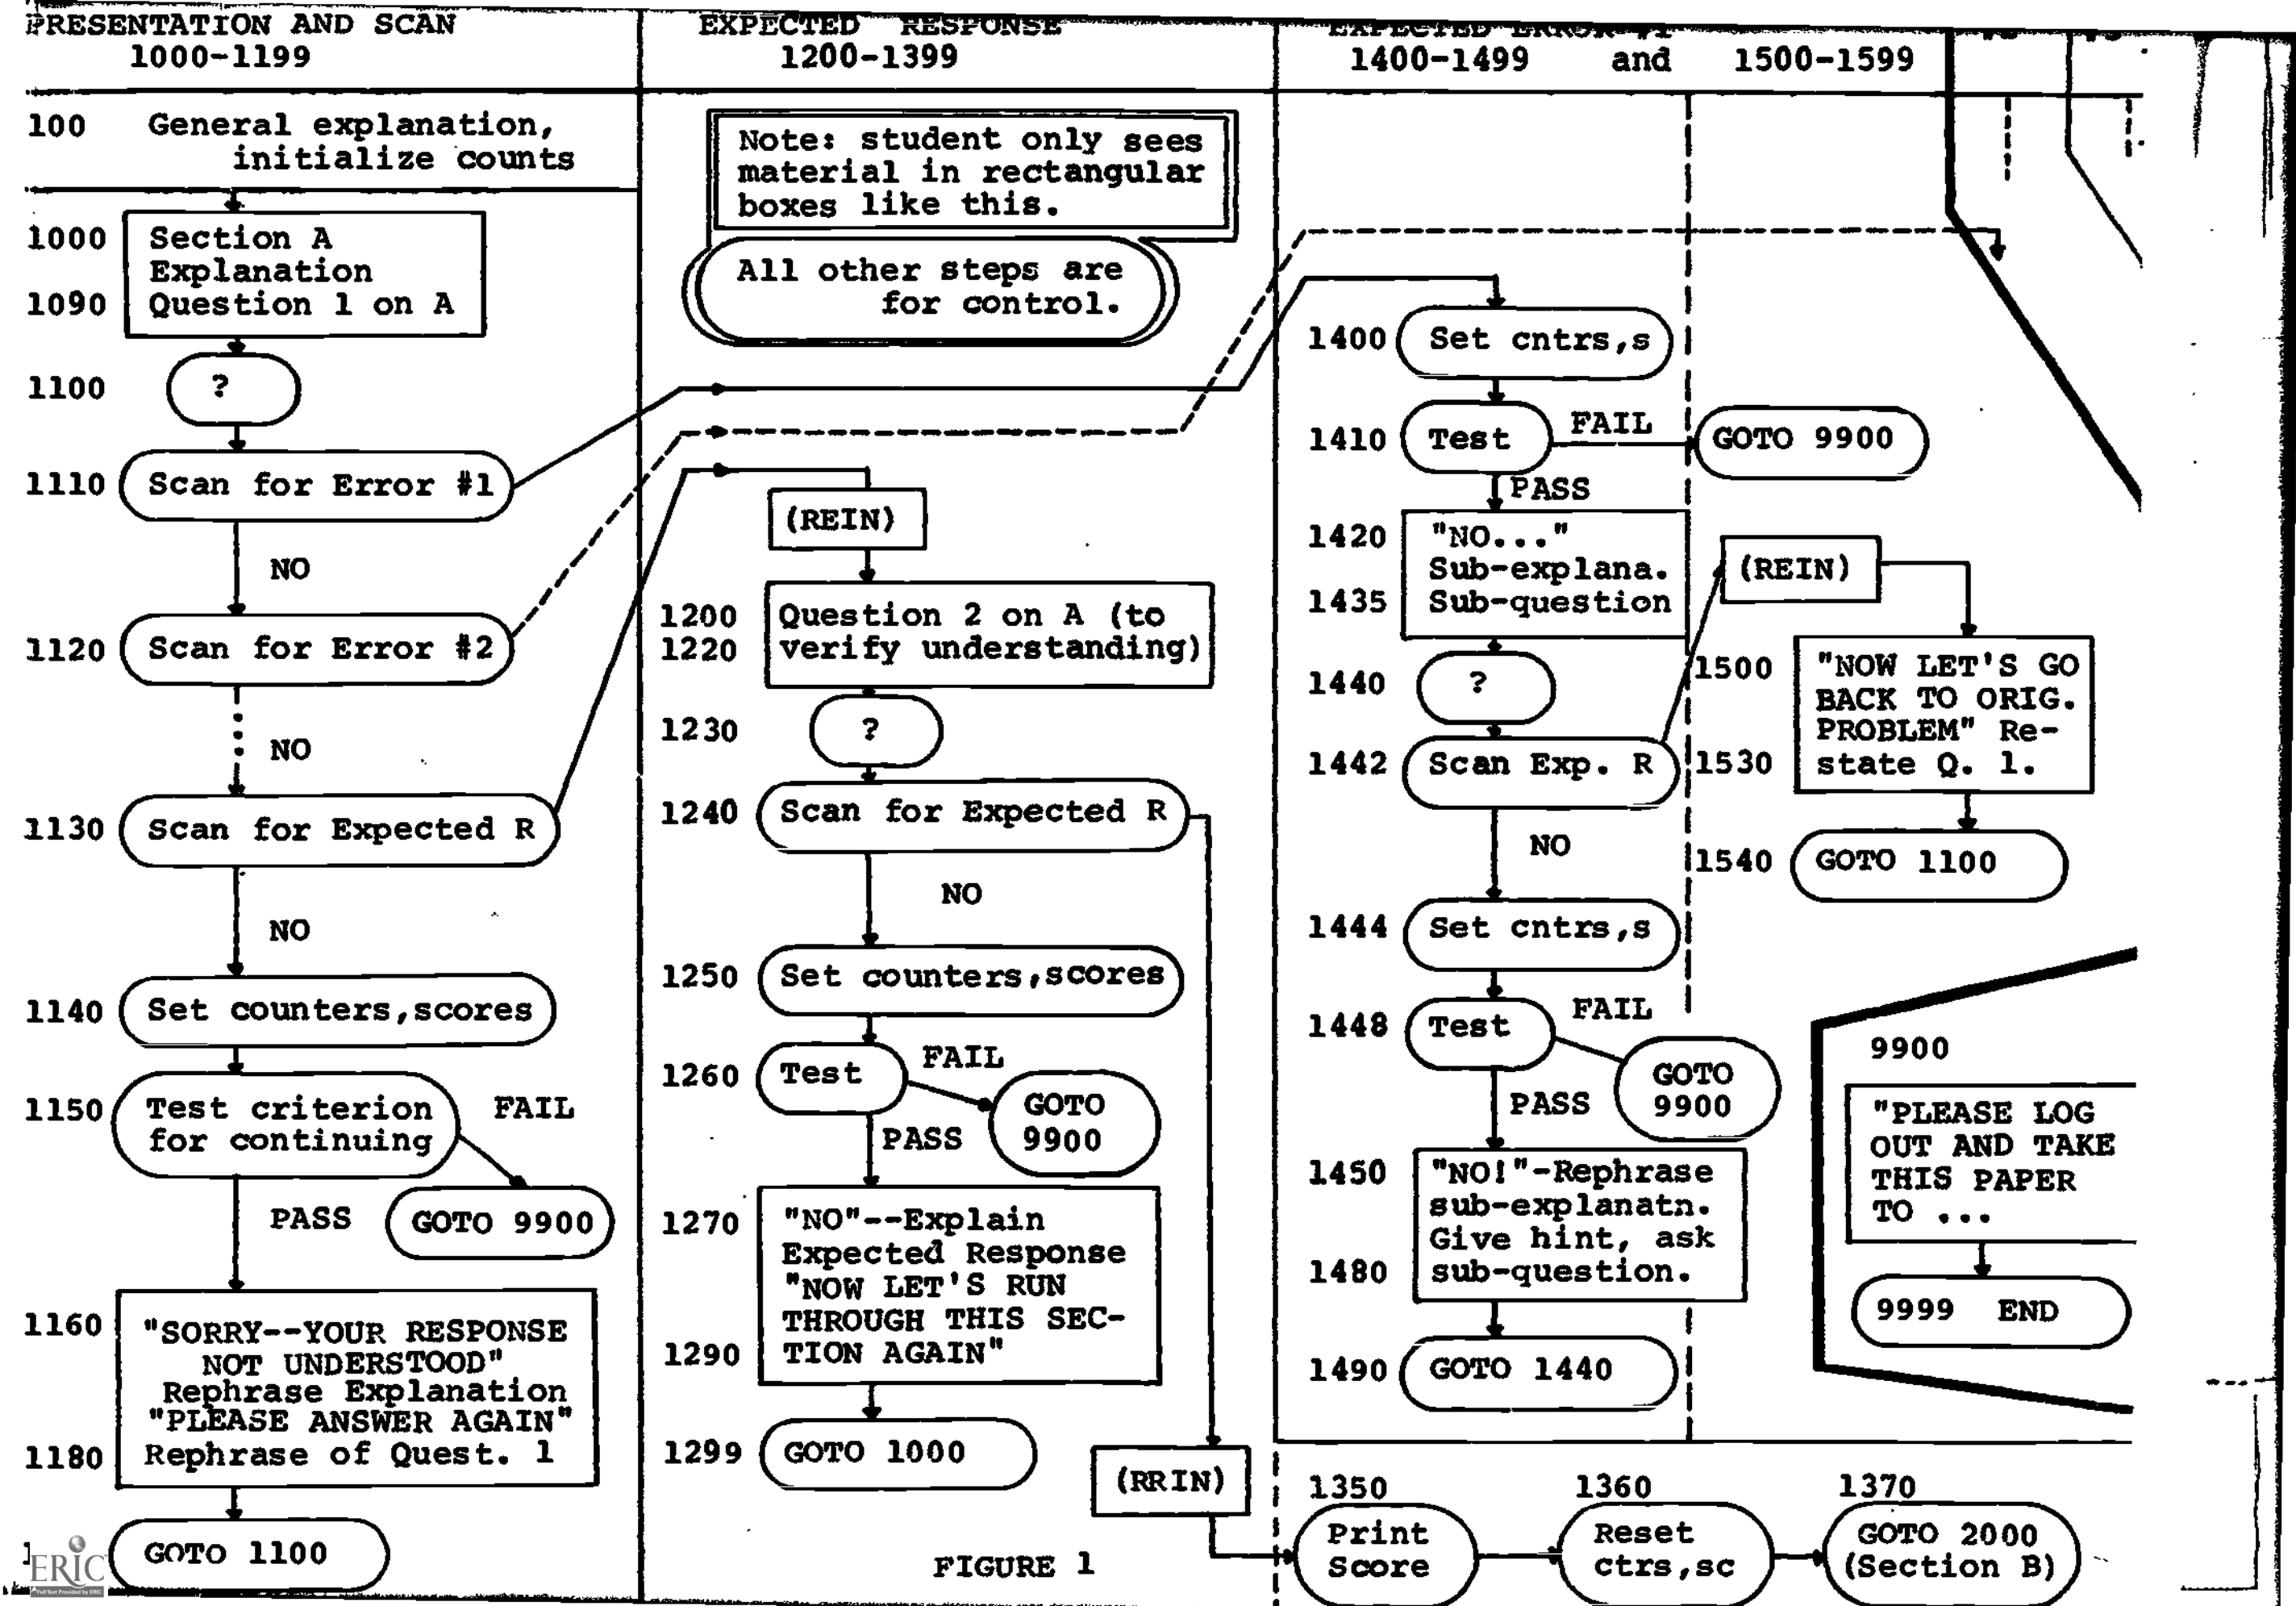 PRESENTATION AND SCAN
1000-1199
100 General explanation,
initialize counts
1000 Section A
Explanation
1090 Question 1 on A
1100 ?
1110 Scan for Error #1
NO
1120 Scan for Error #2
NO
1130 Scan for Expected R
NO
1140 Set counters,scores
1150 Test criterion
for continuing
FAIL
PASS
GOTO 9900
1160 "SORRY--YOUR RESPONSE
NOT UNDERSTOOD"
Rephrase Explanation
"PLEASE ANSWER AGAIN"
1180 Rephrase of Quest. 1
GOTO 1100
ERIC
Full Text Provided by ERIC
EXPECTED RESPONSE
1200-1399
Note: student only sees
material in rectangular
boxes like this.
All other steps are
for control.
(REIN)
1200 Question 2 on A (to
1220 verify understanding)
1230 ?
1240 Scan for Expected R
NO
1250 Set counters,scores
1260 Test
FAIL
GOTO
9900
PASS
1270 "NO"--Explain
Expected Response
"NOW LET'S RUN
THROUGH THIS SEC-
1290 TION AGAIN"
1299 GOTO 1000
(RRIN)
FIGURE 1
EXPECTED ERROR #1
1400-1499 and 1500-1599
1400 Set cntrs,s
1410 Test
FAIL
GOTO 9900
PASS
1420 "NO..."
Sub-explana.
1435 Sub-question
1440 ?
1442 Scan Exp. R
NO
1444 Set cntrs,s
1448 Test
FAIL
GOTO
9900
PASS
1450 "NO!"-Rephrase
sub-explanatn.
Give hint, ask
1480 sub-question.
1490 GOTO 1440
(REIN)
1500 "NOW LET'S GO
BACK TO ORIG.
PROBLEM" Re-
1530 state Q. 1.
1540 GOTO 1100
9900
"PLEASE LOG
OUT AND TAKE
THIS PAPER
TO ...
9999 END
1350
Print
Score
1360
Reset
ctrs,sc
1370
GOTO 2000
(Section B)